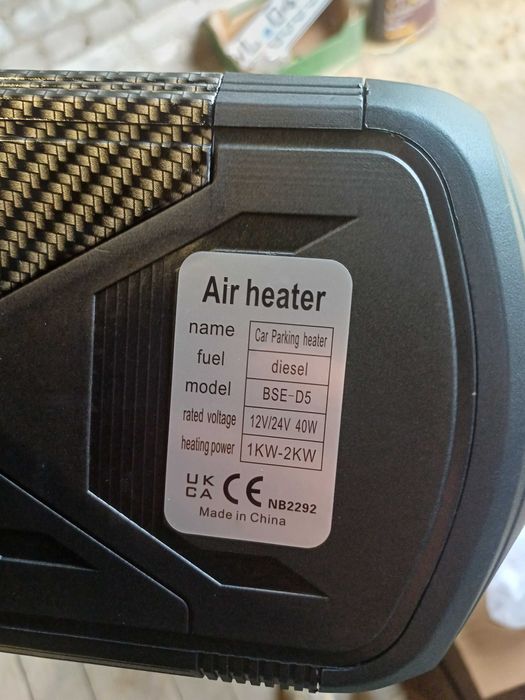 Air heater
name Car Parking heater
fuel diesel
model BSE-D5
rated voltage 12V/24V 40W
heating power 1KW-2KW
UK CA CE NB2292
Made in China